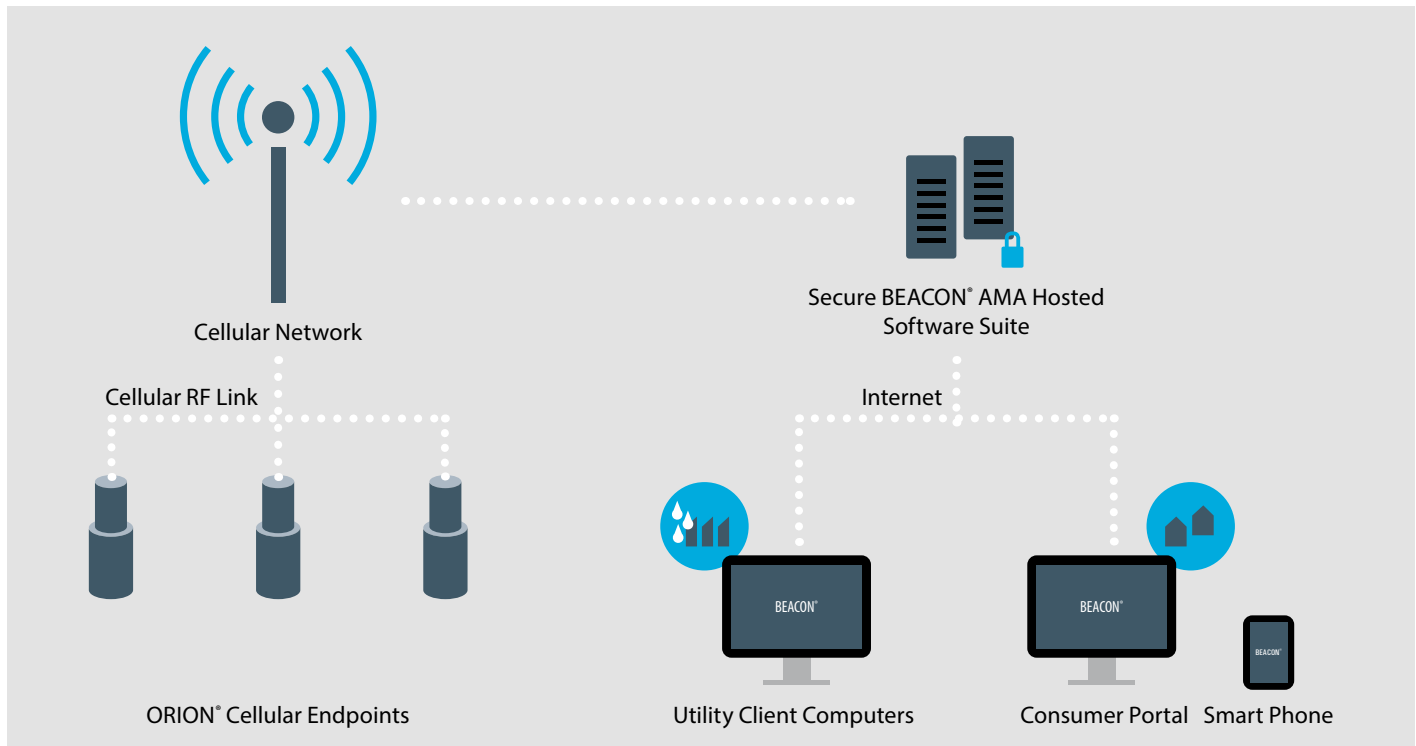 Cellular Network
Secure BEACON® AMA Hosted
Software Suite
Cellular RF Link
Internet
BEACON®
BEACON®
BEACON®
ORION® Cellular Endpoints
Utility Client Computers
Consumer Portal
Smart Phone